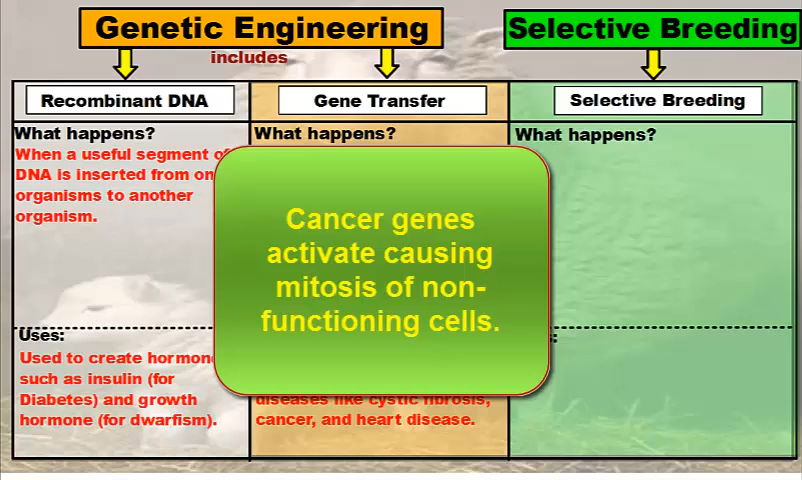 Genetic Engineering
Selective Breeding
includes
Recombinant DNA
Gene Transfer
Selective Breeding
What happens?
What happens?
What happens?
When a useful segment
DNA is inserted from
organisms to another
organism.
Cancer genes
activate causing
mitosis of non-
functioning cells.
Uses:
Used to create
such as insulin (for
Diabetes) and growth
hormone (for dwarfism).
diseases like cystic fibrosis,
cancer, and heart disease.